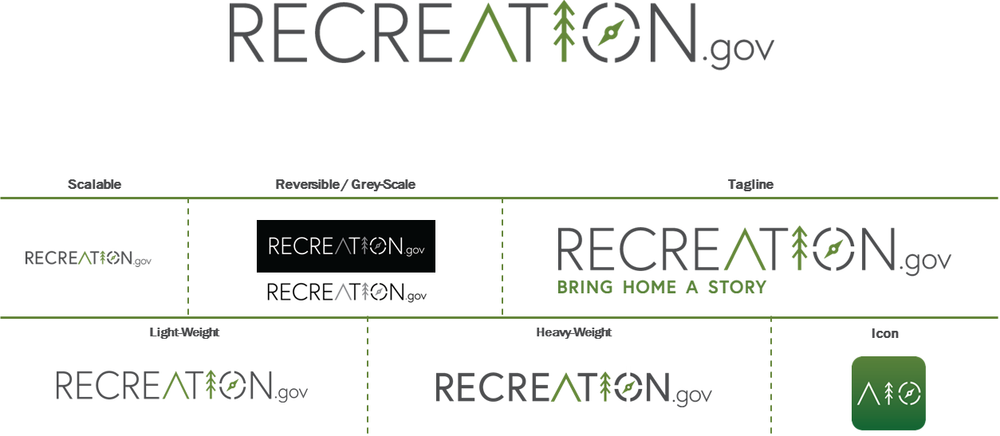 RECREATION.gov
Scalable
Reversible / Grey-Scale
Tagline
RECREATION.gov
RECREATION.gov
RECREATION.gov
RECREATION.gov
BRING HOME A STORY
Light-Weight
Heavy-Weight
Icon
RECREATION.gov
RECREATION.gov